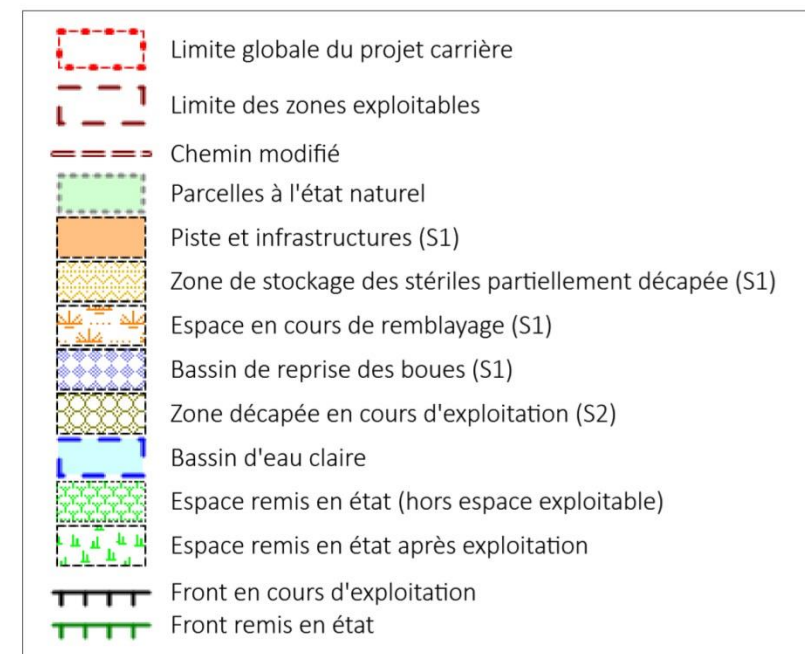 Limite globale du projet carrière
Limite des zones exploitables
Chemin modifié
Parcelles à l'état naturel
Piste et infrastructures (S1)
Zone de stockage des stériles partiellement décapée (S1)
Espace en cours de remblayage (S1)
Bassin de reprise des boues (S1)
Zone décapée en cours d'exploitation (S2)
Bassin d'eau claire
Espace remis en état (hors espace exploitable)
Espace remis en état après exploitation
Front en cours d'exploitation
Front remis en état